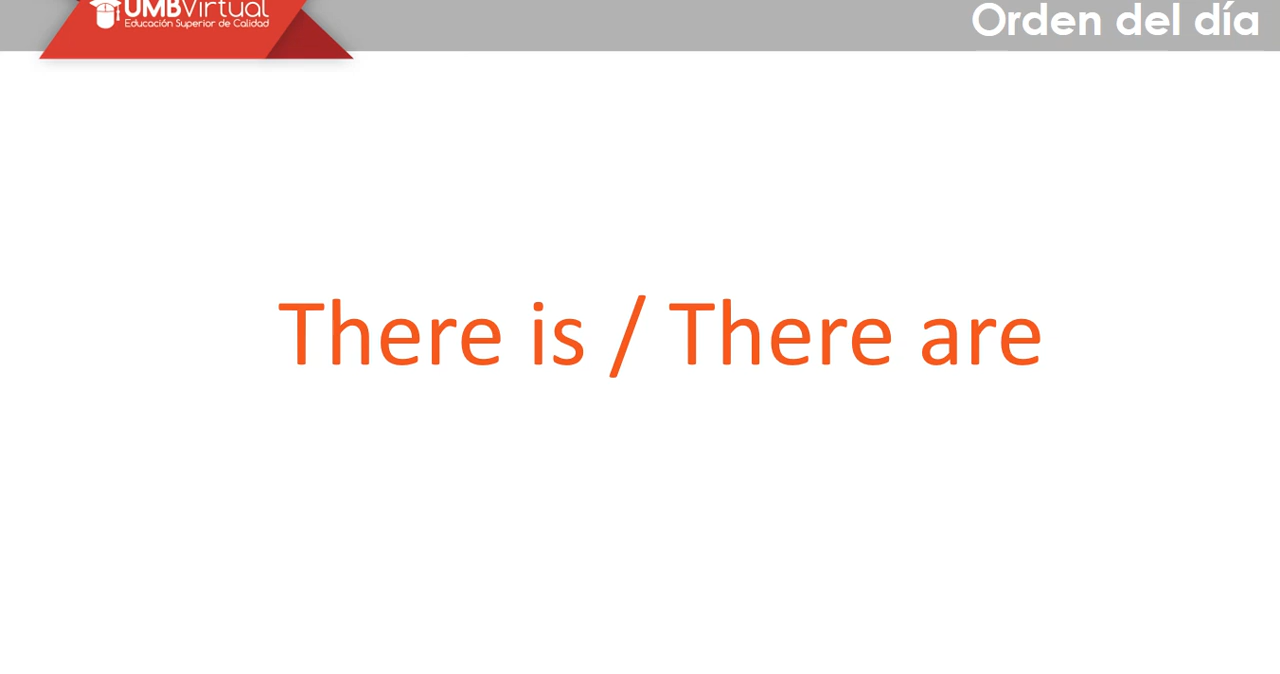 UMBVirtual
Educación Superior de Calidad
Orden del día
There is / There are